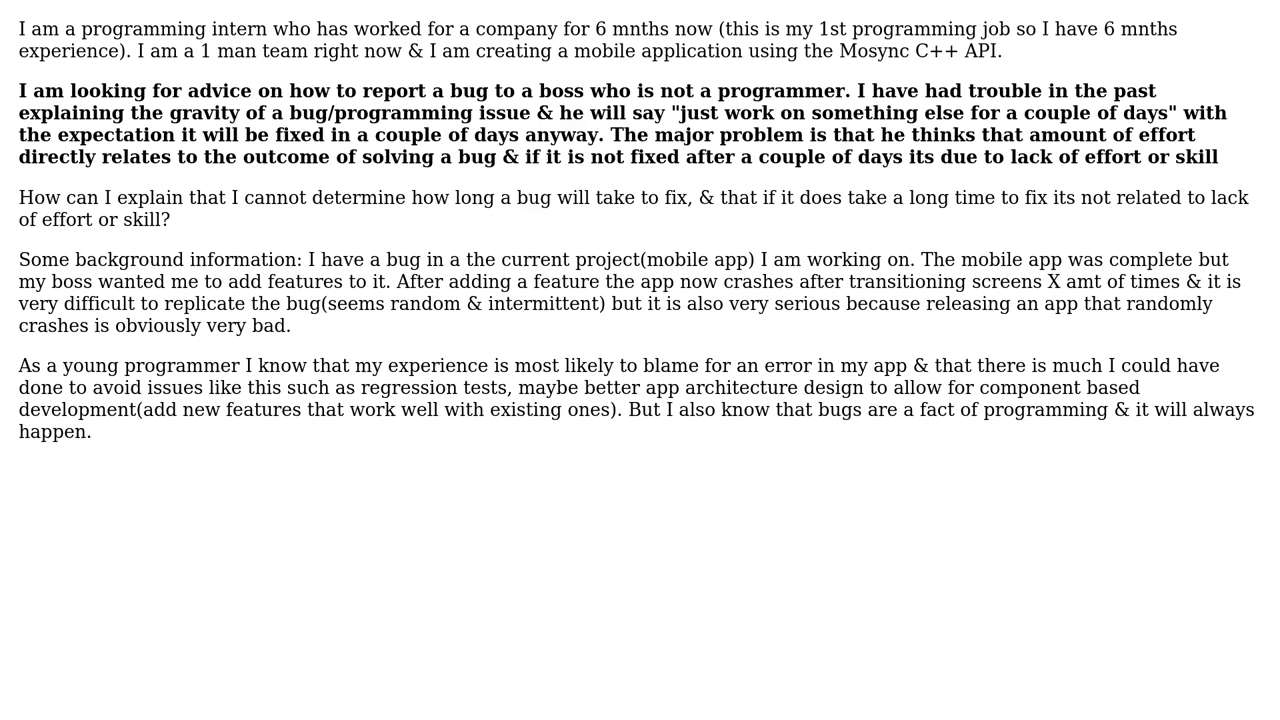 I am a programming intern who has worked for a company for 6 mnths now (this is my 1st programming job so I have 6 mnths
experience). I am a 1 man team right now & I am creating a mobile application using the Mosync C++ API.
I am looking for advice on how to report a bug to a boss who is not a programmer. I have had trouble in the past
explaining the gravity of a bug/programming issue & he will say "just work on something else for a couple of days" with
the expectation it will be fixed in a couple of days anyway. The major problem is that he thinks that amount of effort
directly relates to the outcome of solving a bug & if it is not fixed after a couple of days its due to lack of effort or skill
How can I explain that I cannot determine how long a bug will take to fix, & that if it does take a long time to fix its not related to lack
of effort or skill?
Some background information: I have a bug in a the current project(mobile app) I am working on. The mobile app was complete but
my boss wanted me to add features to it. After adding a feature the app now crashes after transitioning screens X amt of times & it is
very difficult to replicate the bug(seems random & intermittent) but it is also very serious because releasing an app that randomly
crashes is obviously very bad.
As a young programmer I know that my experience is most likely to blame for an error in my app & that there is much I could have
done to avoid issues like this such as regression tests, maybe better app architecture design to allow for component based
development(add new features that work well with existing ones). But I also know that bugs are a fact of programming & it will always
happen.